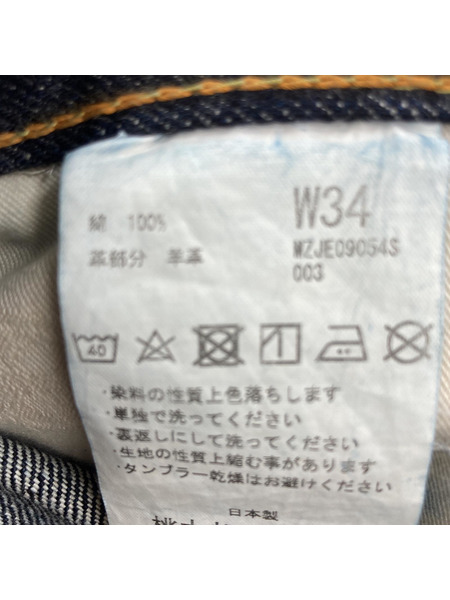 綿 100%
W34
革部分 羊革
WZJE09054S
003
40
・染料の性質上色落ちします
・単独で洗ってください
・裏返しにして洗ってください
・生地の性質上縮む事があります
・タンブラー乾燥はお避けください
日本製